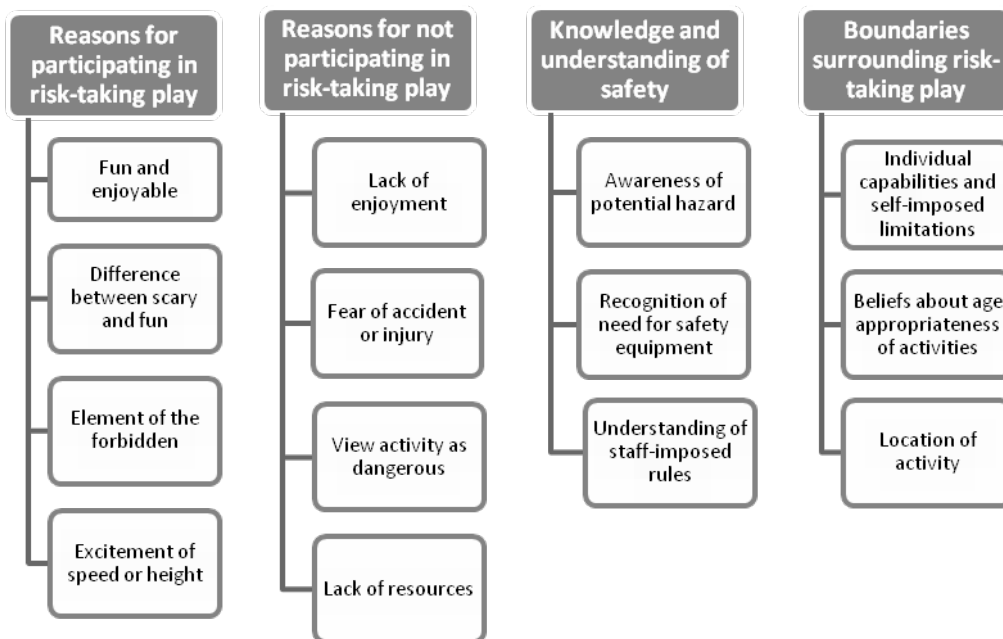 Reasons for
participating in
risk-taking play
Fun and
enjoyable
Difference
between scary
and fun
Element of the
forbidden
Excitement of
speed or height
Reasons for not
participating in
risk-taking play
Lack of
enjoyment
Fear of accident
or injury
View activity as
dangerous
Lack of resources
Knowledge and
understanding of
safety
Awareness of
potential hazard
Recognition of
need for safety
equipment
Understanding of
staff-imposed
rules
Boundaries
surrounding risk-
taking play
Individual
capabilities and
self-imposed
limitations
Beliefs about age
appropriateness
of activities
Location of
activity